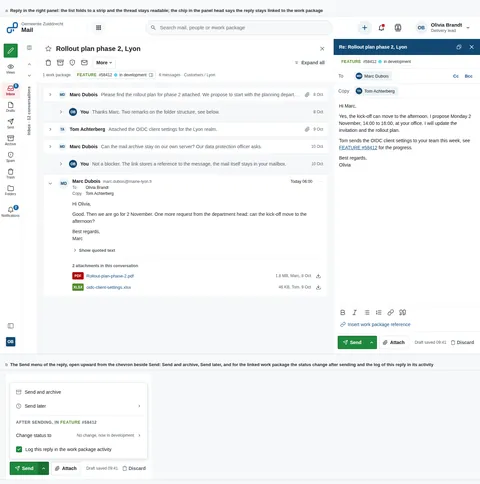 a Reply in the right panel: the list folds to a strip and the thread stays readable; the chip in the panel head says the reply stays linked to work package
Gemeente Zuiderlicht
Mail
Search mail, people or work package
OB
Olivia Brandt
Delivery lead
Views
Inbox
Drafts
Sent
Archive
Spam
Trash
Folders
Notifications
OB
Inbox · 12 conversations
Rollout plan phase 2, Lyon
More
Expand all
1 work package
FEATURE #58412
in development
6 messages
Customers / Lyon
MD Marc Dubois Please find the rollout plan for phase 2 attached. We propose to start with the planning depart… 8 Oct
OB You Thanks Marc. Two remarks on the folder structure, see below. 8 Oct
TA Tom Achterberg Attached the OIDC client settings for the Lyon realm. 9 Oct
MD Marc Dubois Can the mail archive stay on our own server? Our data protection officer asks. 10 Oct
OB You Not a blocker. The link stores a reference to the message, the mail itself stays in your mailbox. 10 Oct
MD Marc Dubois marc.dubois@mairie-lyon.fr Today 08:30
To Olivia Brandt
Copy Tom Achterberg
Hi Olivia,
Good. Then we are go for 2 November. One more request from the department head: can the kick-off move to the
afternoon?
Best regards,
Marc
Show quoted text
2 attachments in this conversation
PDF Rollout-plan-phase-2.pdf 1.8 MB, Marc, 8 Oct
XLSX oidc-client-settings.xlsx 48 KB, Tom, 9 Oct
Re: Rollout plan phase 2, Lyon
FEATURE #58412 in development
To MD Marc Dubois Cc Bcc
Copy TA Tom Achterberg
Hi Marc,
Yes, the kick-off can move to the afternoon. I propose Monday 2
November, 14:00 to 16:00, at your office. I will update the
invitation and the rollout plan.
Tom sends the OIDC client settings to your team this week, see
FEATURE #58412 for the progress.
Best regards,
Olivia
Insert work package reference
Send
Attach
Draft saved 09:41
Discard
b The Send menu of the reply, open upward from the chevron beside Send: Send and archive, Send later, and for the linked work package the status change after sending and the log of this reply in its activity
Send and archive
Send later
AFTER SENDING, IN FEATURE #58412
Change status to No change, now in development
Log this reply in the work package activity
Send
Attach
Draft saved 09:41
Discard